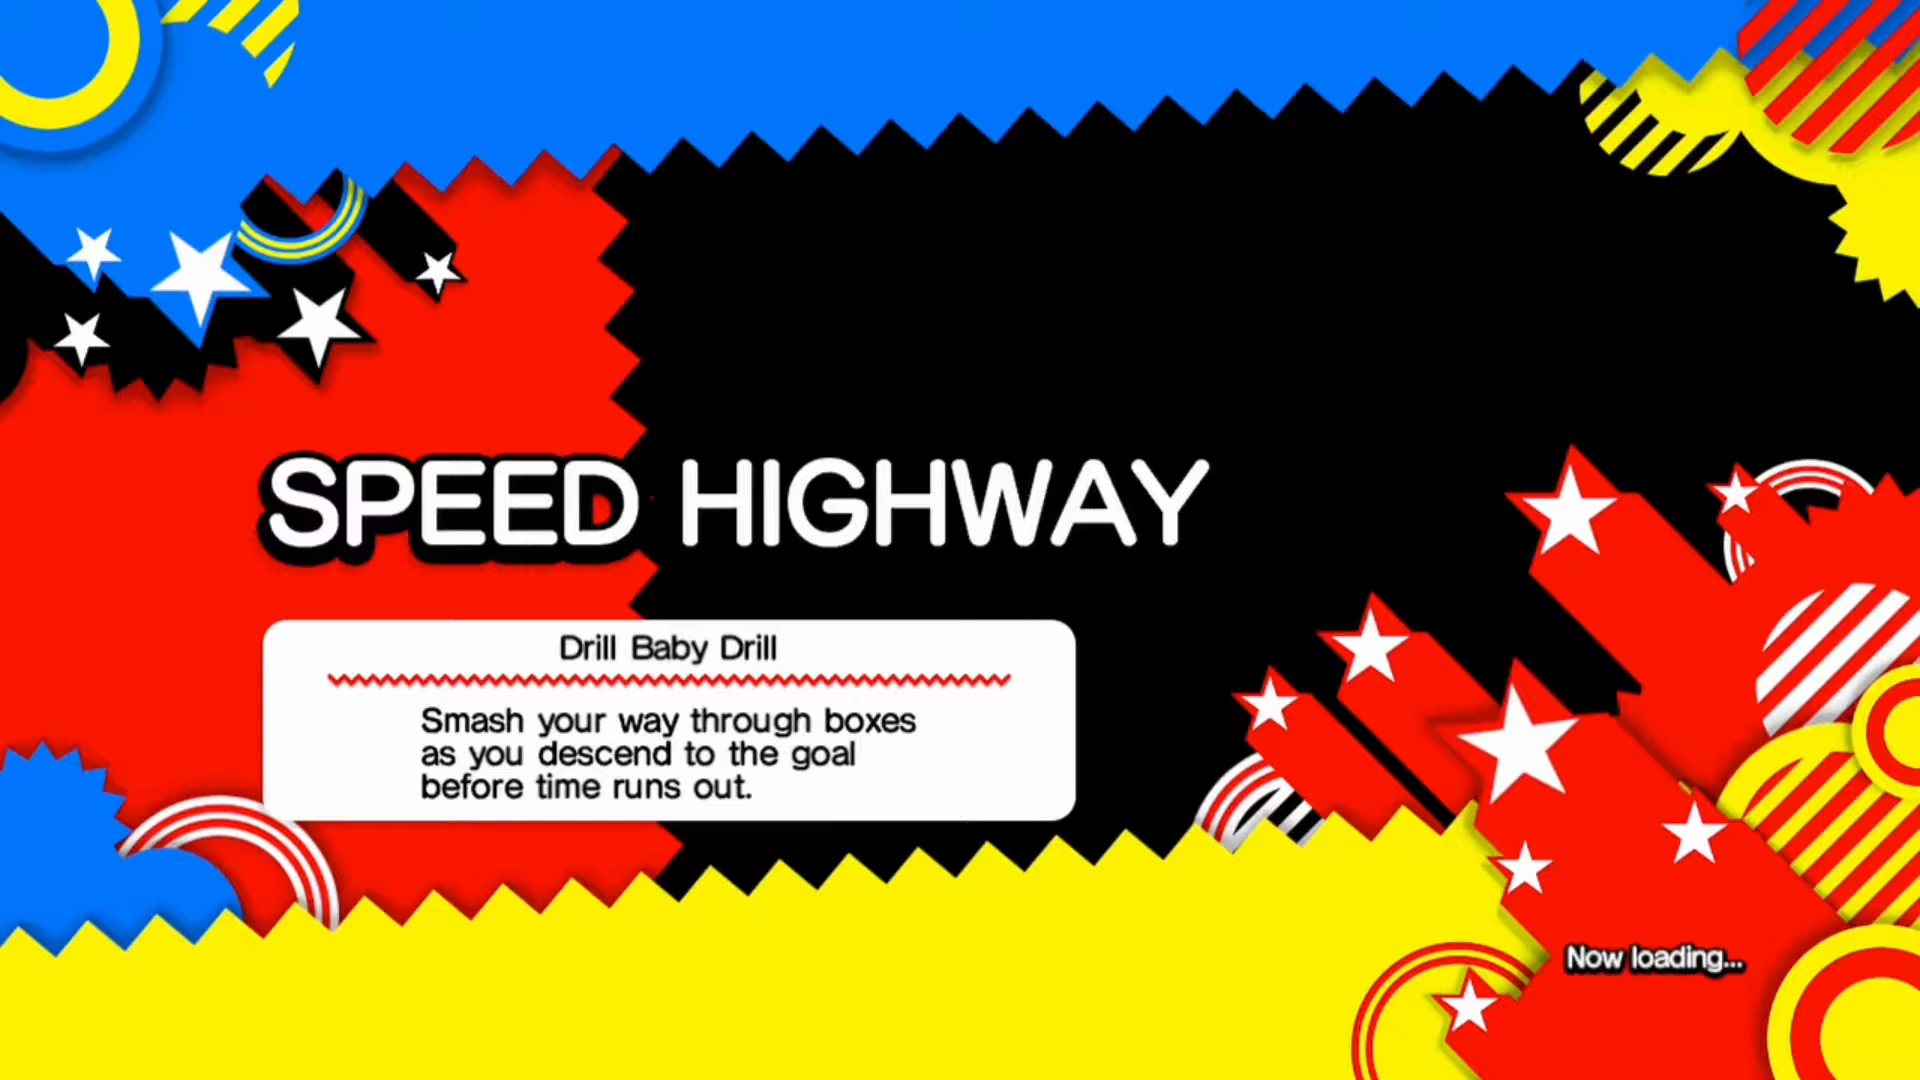 SPEED HIGHWAY
Drill Baby Drill
Smash your way through boxes
as you descend to the goal
before time runs out.
Now loading...